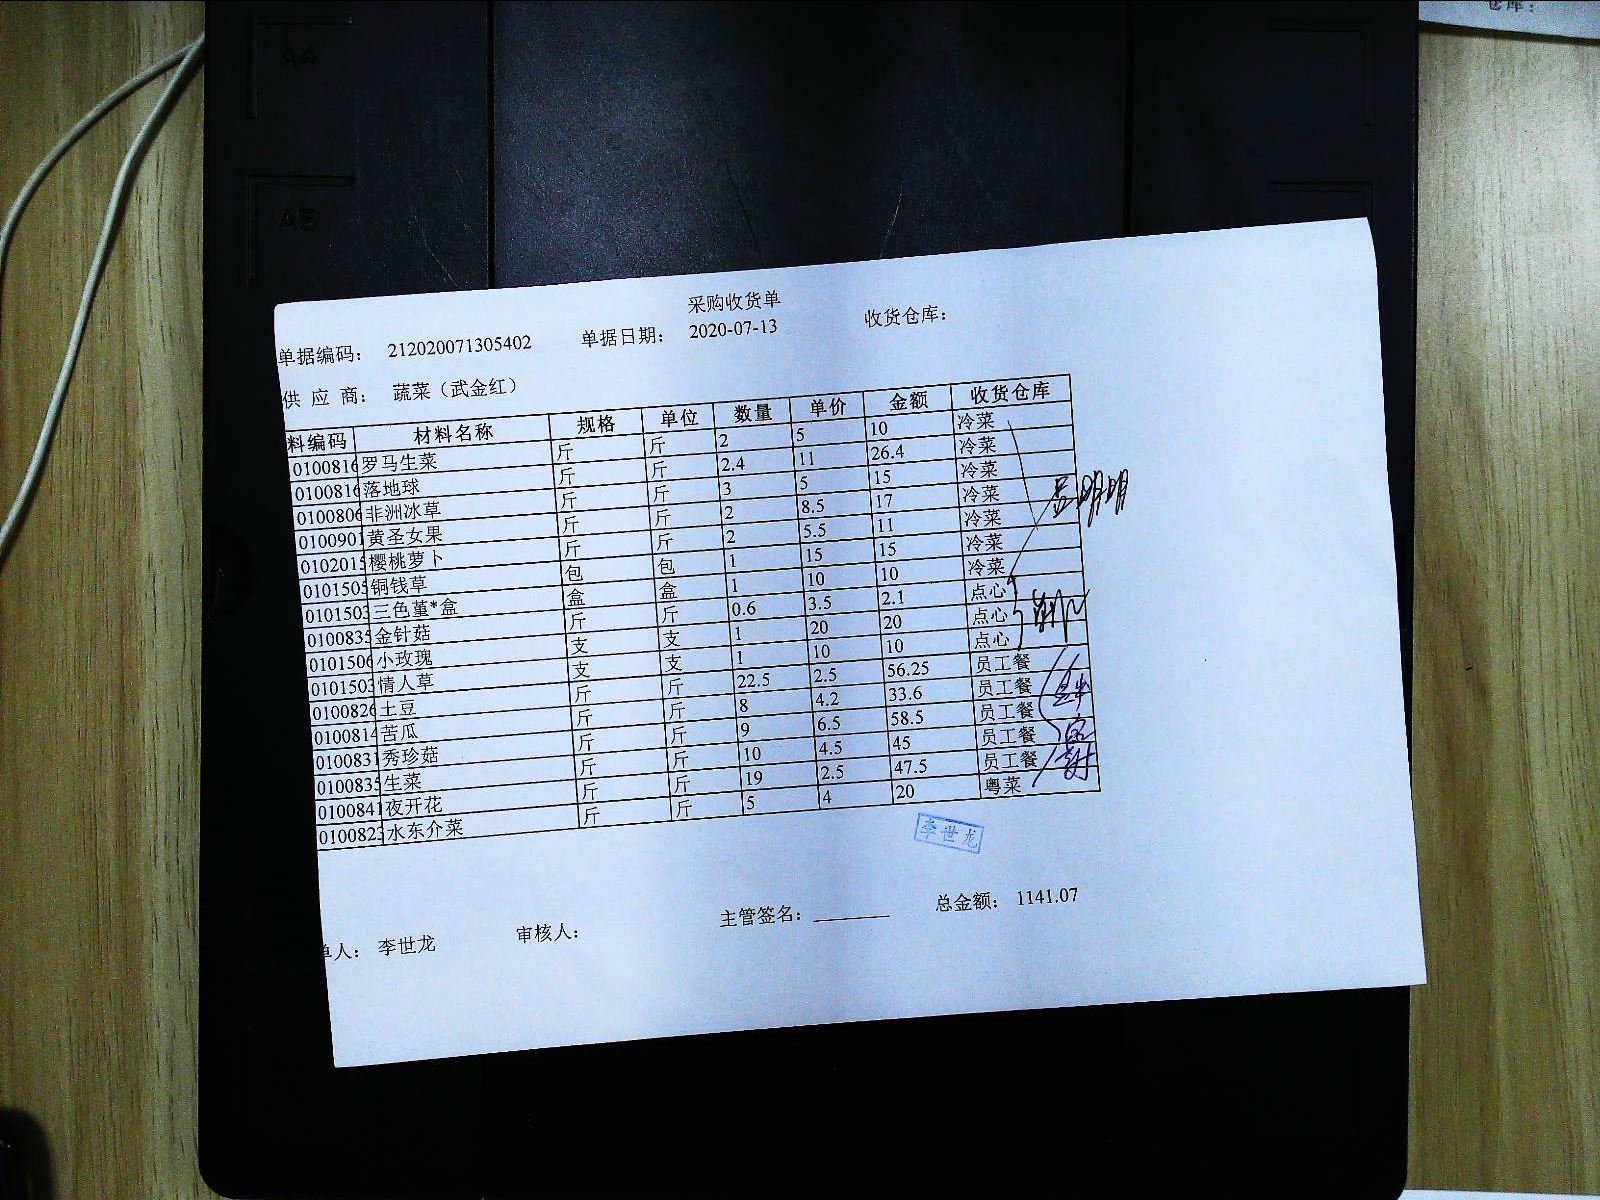 仓库:
A4
A5
采购收货单
单据编码: 212020071305402 单据日期: 2020-07-13 收货仓库:
供 应 商: 蔬菜（武金红）
料编码 材料名称 规格 单位 数量 单价 金额 收货仓库
0100816 罗马生菜 斤 斤 2 5 10 冷菜
0100816 落地球 斤 斤 2.4 11 26.4 冷菜
0100806 非洲冰草 斤 斤 3 5 15 冷菜
0100901 黄圣女果 斤 斤 2 8.5 17 冷菜
0102015 樱桃萝卜 斤 斤 2 5.5 11 冷菜
0101505 铜钱草 包 包 1 15 15 冷菜
0101503 三色堇*盒 盒 盒 1 10 10 冷菜
0100835 金针菇 斤 斤 0.6 3.5 2.1 点心
0101506 小玫瑰 支 支 1 20 20 点心
0101503 情人草 支 支 1 10 10 点心
0100826 土豆 斤 斤 22.5 2.5 56.25 员工餐
0100814 苦瓜 斤 斤 8 4.2 33.6 员工餐
0100831 秀珍菇 斤 斤 9 6.5 58.5 员工餐
0100835 生菜 斤 斤 10 4.5 45 员工餐
0100841 夜开花 斤 斤 19 2.5 47.5 员工餐
0100823 水东介菜 斤 斤 5 4 20 粤菜
李世龙
单人: 李世龙 审核人: 主管签名: 总金额: 1141.07